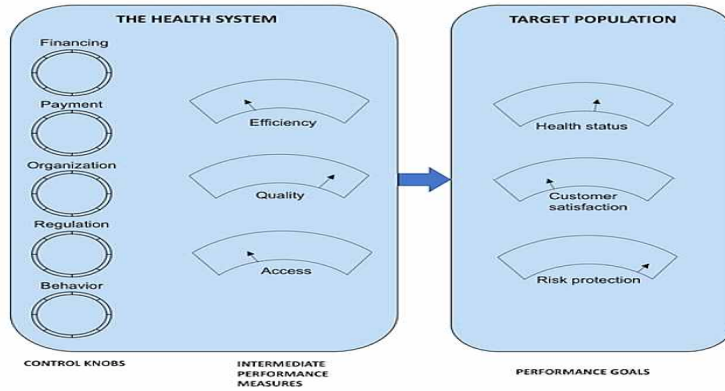 THE HEALTH SYSTEM
Financing
Payment
Organization
Regulation
Behavior
Efficiency
Quality
Access
CONTROL KNOBS
INTERMEDIATE
PERFORMANCE
MEASURES
TARGET POPULATION
Health status
Customer
satisfaction
Risk protection
PERFORMANCE GOALS